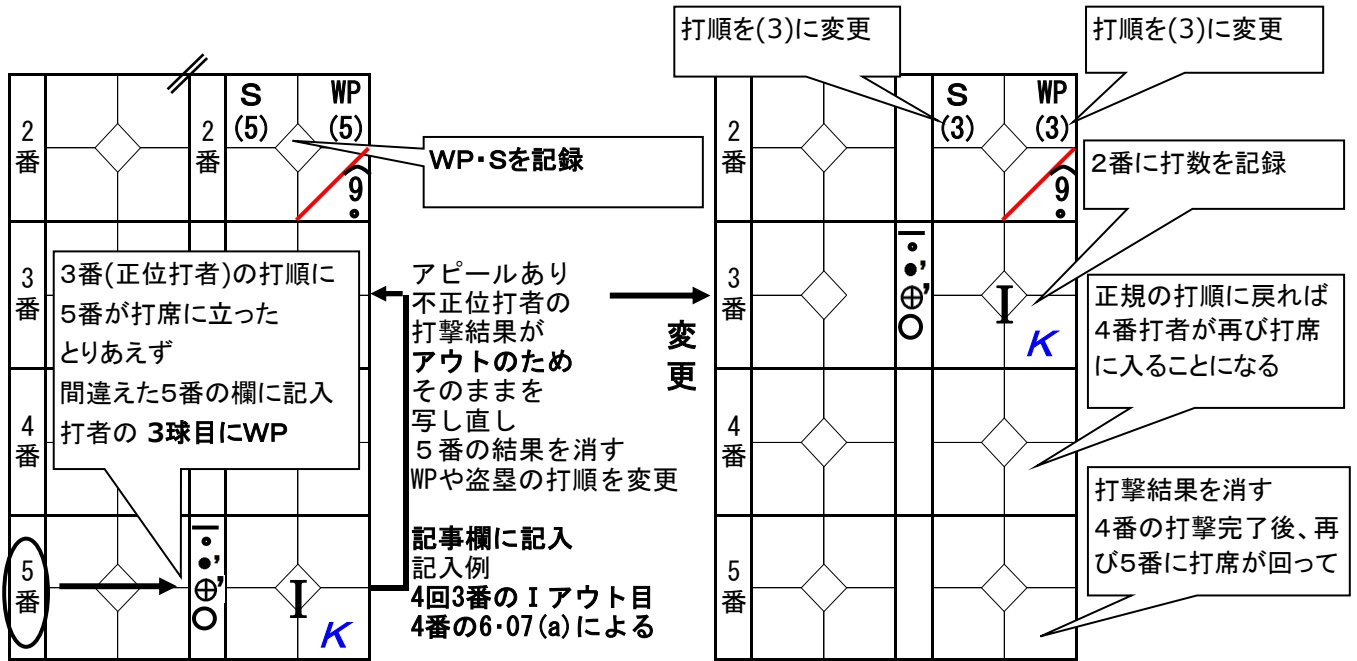 打順を(3)に変更
打順を(3)に変更
2番
2番
S
(5)
WP
(5)
9
WP・Sを記録
3番
3番(正位打者)の打順に
5番が打席に立った
とりあえず
間違えた5番の欄に記入
打者の 3球目にWP
4番
5番
I
K
アピールあり
不正位打者の
打撃結果が
アウトのため
そのままを
写し直し
5番の結果を消す
WPや盗塁の打順を変更
記事欄に記入
記入例
4回3番のIアウト目
4番の6・07(a)による
変更
2番
S
(3)
WP
(3)
9
2番に打数を記録
3番
I
K
正規の打順に戻れば
4番打者が再び打席
に入ることになる
4番
打撃結果を消す
4番の打撃完了後、再
び5番に打席が回って
5番